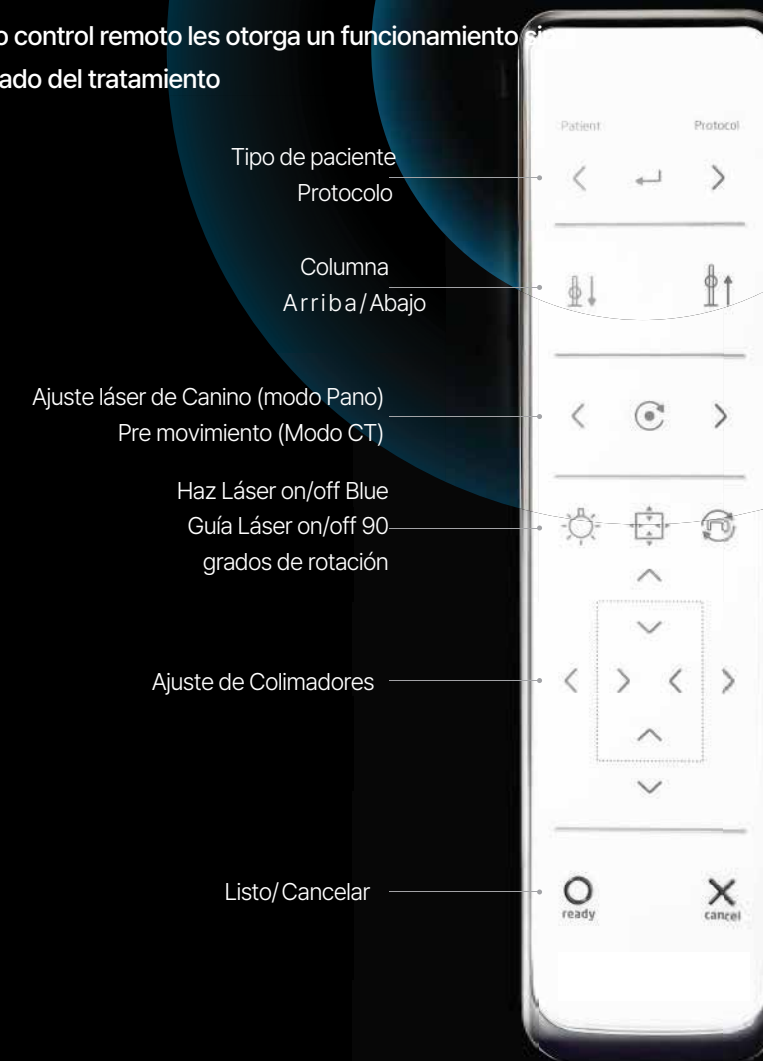 o control remoto les otorga un funcionamiento
ado del tratamiento
Patient
Protocol
Tipo de paciente
Protocolo
Columna
Arriba/Abajo
Ajuste láser de Canino (modo Pano)
Pre movimiento (Modo CT)
Haz Láser on/off Blue
Guía Láser on/off 90
grados de rotación
Ajuste de Colimadores
Listo/Cancelar
ready
cancel